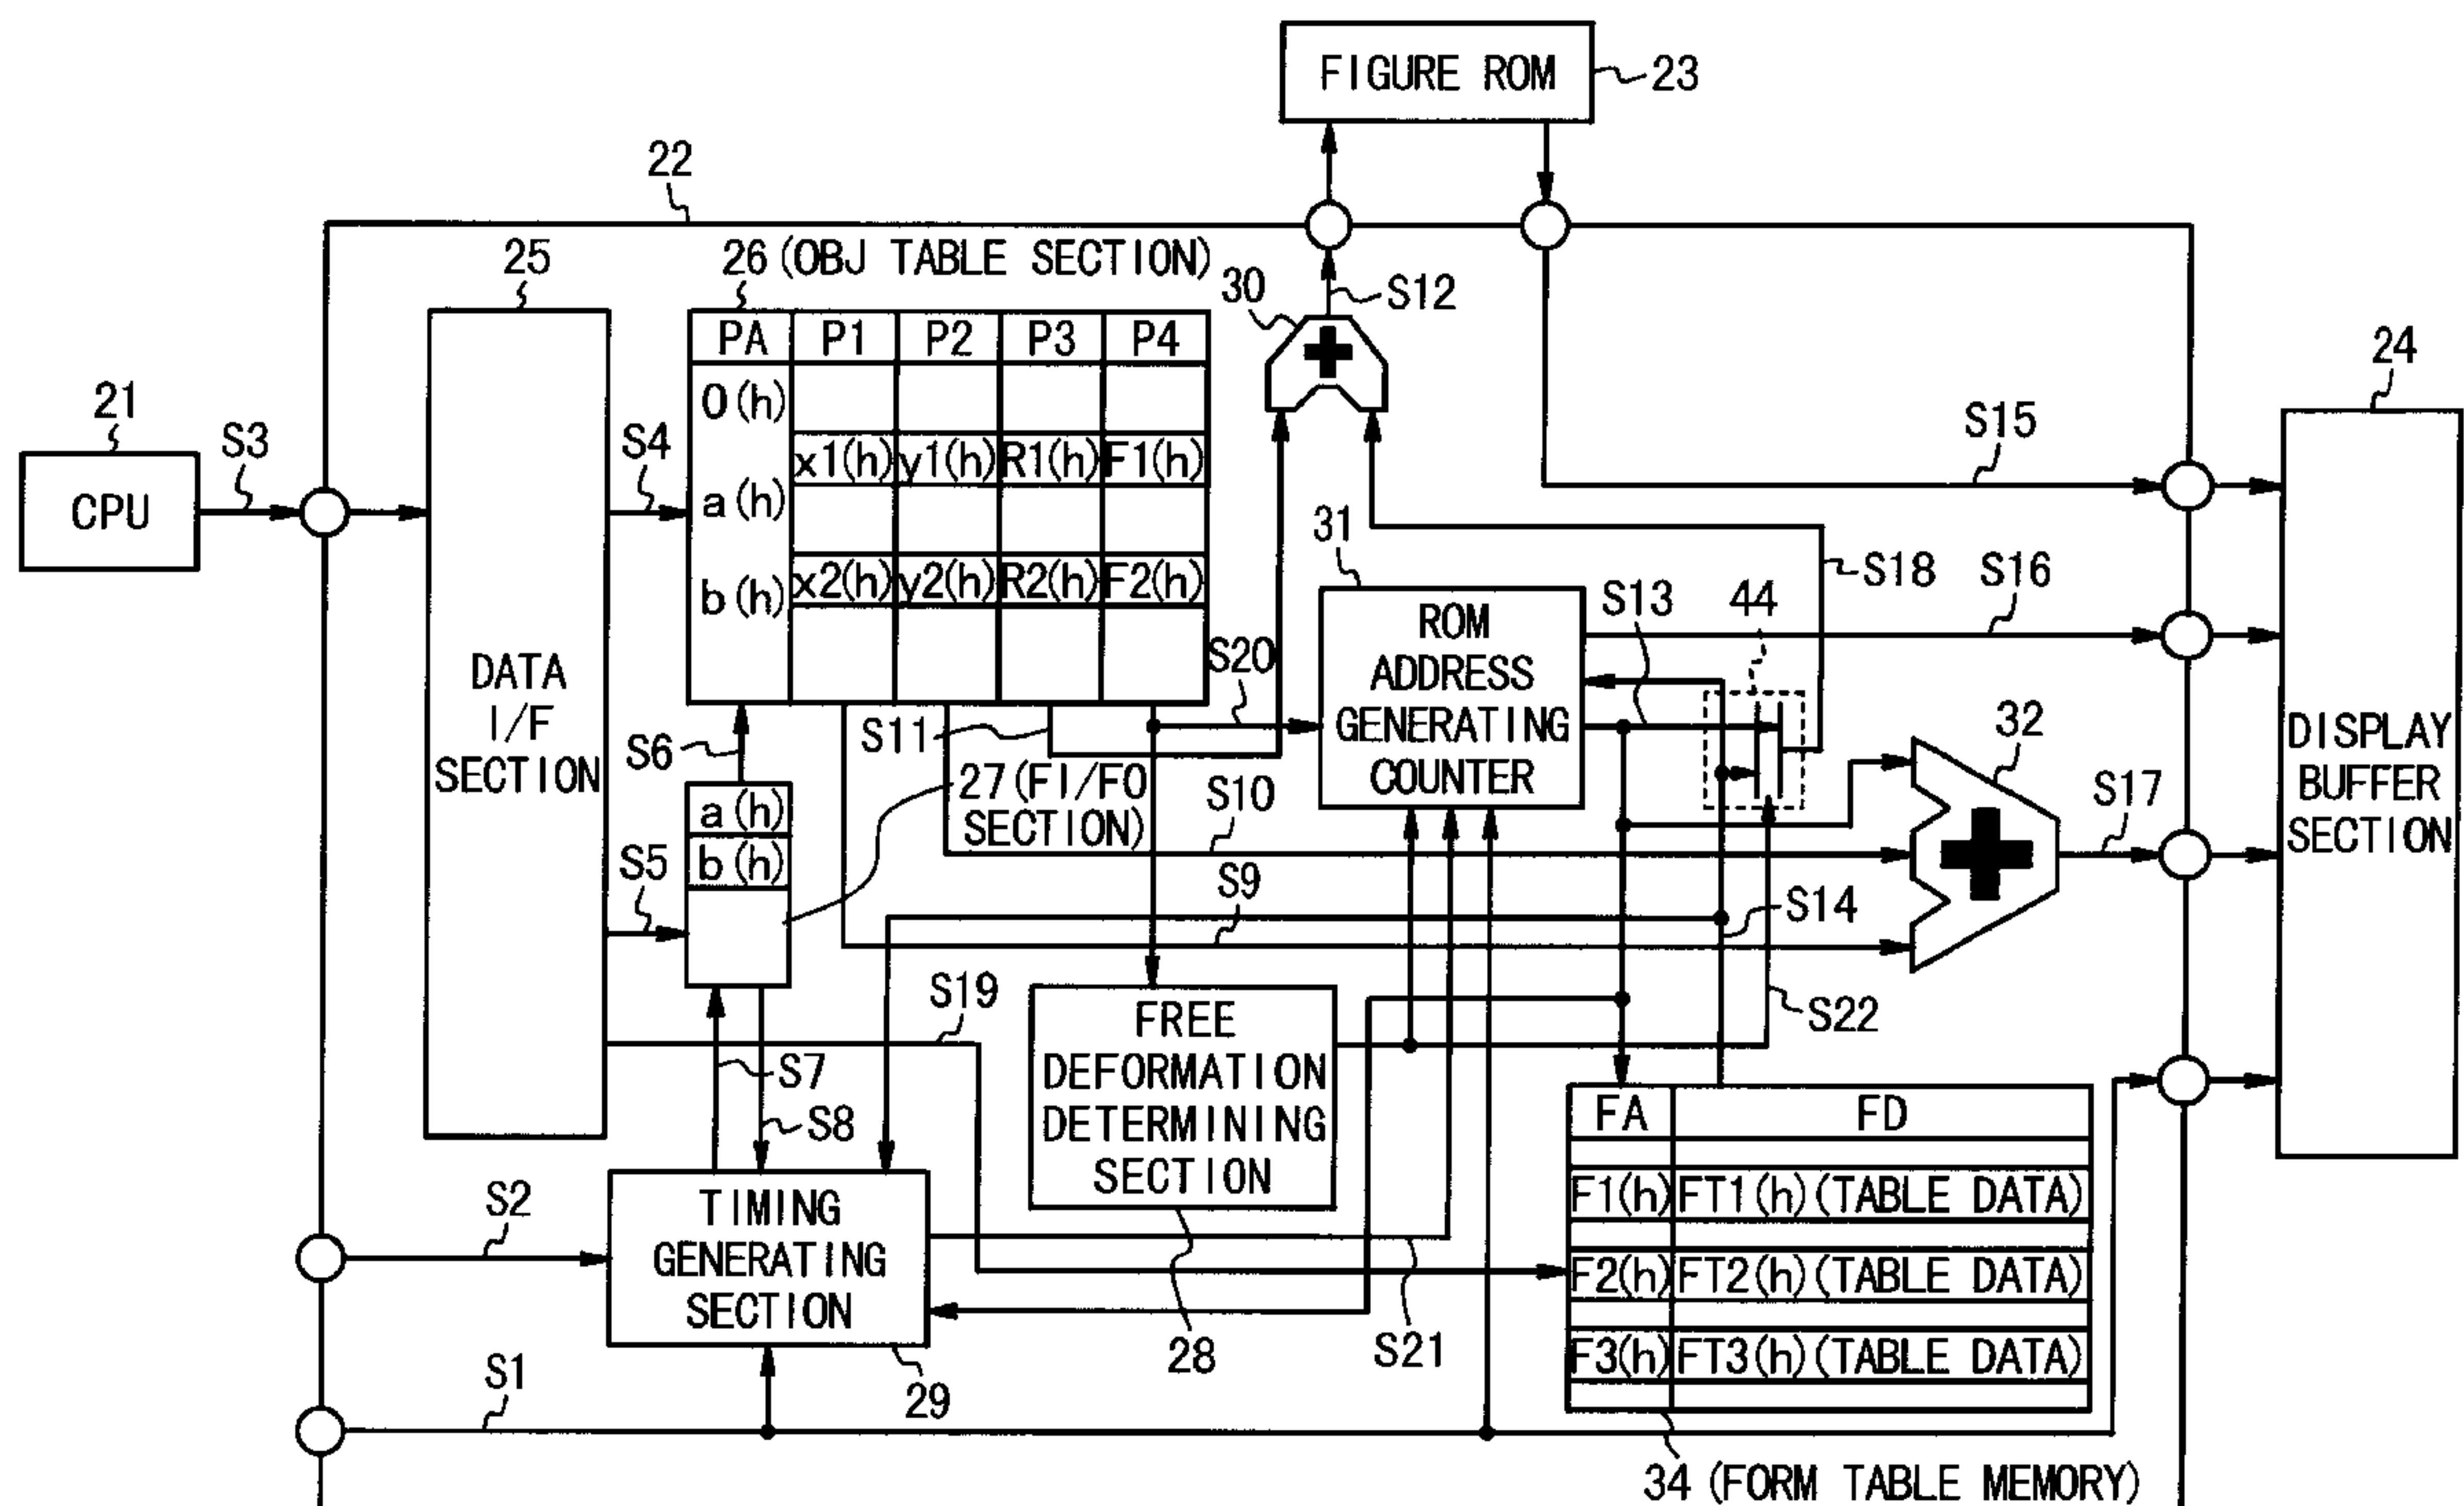 FIGURE ROM
23
22
25
26 (OBJ TABLE SECTION)
30
S12
PA P1 P2 P3 P4
24
21
0(h)
S3
S4
S15
x1(h) y1(h) R1(h) F1(h)
CPU
a(h)
31
S18
S16
x2(h) y2(h) R2(h) F2(h)
b(h)
S13
44
ROM
ADDRESS
GENERATING
COUNTER
S20
DATA
I/F
SECTION
S11
S6
32
DISPLAY
BUFFER
SECTION
27 (FI/FO
SECTION)
S10
S17
a(h)
b(h)
S5
S9
S14
S19
S22
FREE
DEFORMATION
DETERMINING
SECTION
S7
S8
FA FD
F1(h) FT1(h)(TABLE DATA)
S2
TIMING
GENERATING
SECTION
F2(h) FT2(h)(TABLE DATA)
F3(h) FT3(h)(TABLE DATA)
S21
28
29
S1
34 (FORM TABLE MEMORY)